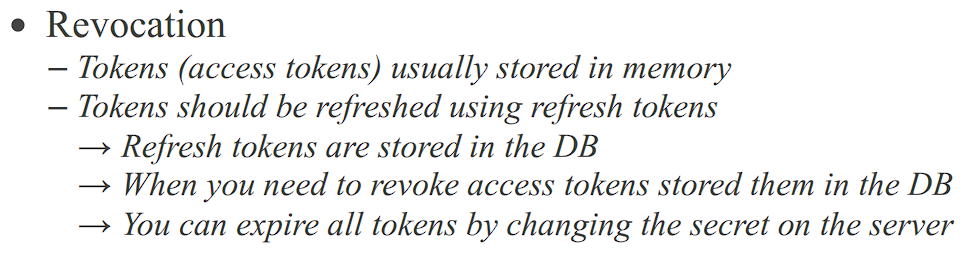 • Revocation
– Tokens (access tokens) usually stored in memory
– Tokens should be refreshed using refresh tokens
→ Refresh tokens are stored in the DB
→ When you need to revoke access tokens stored them in the DB
→ You can expire all tokens by changing the secret on the server